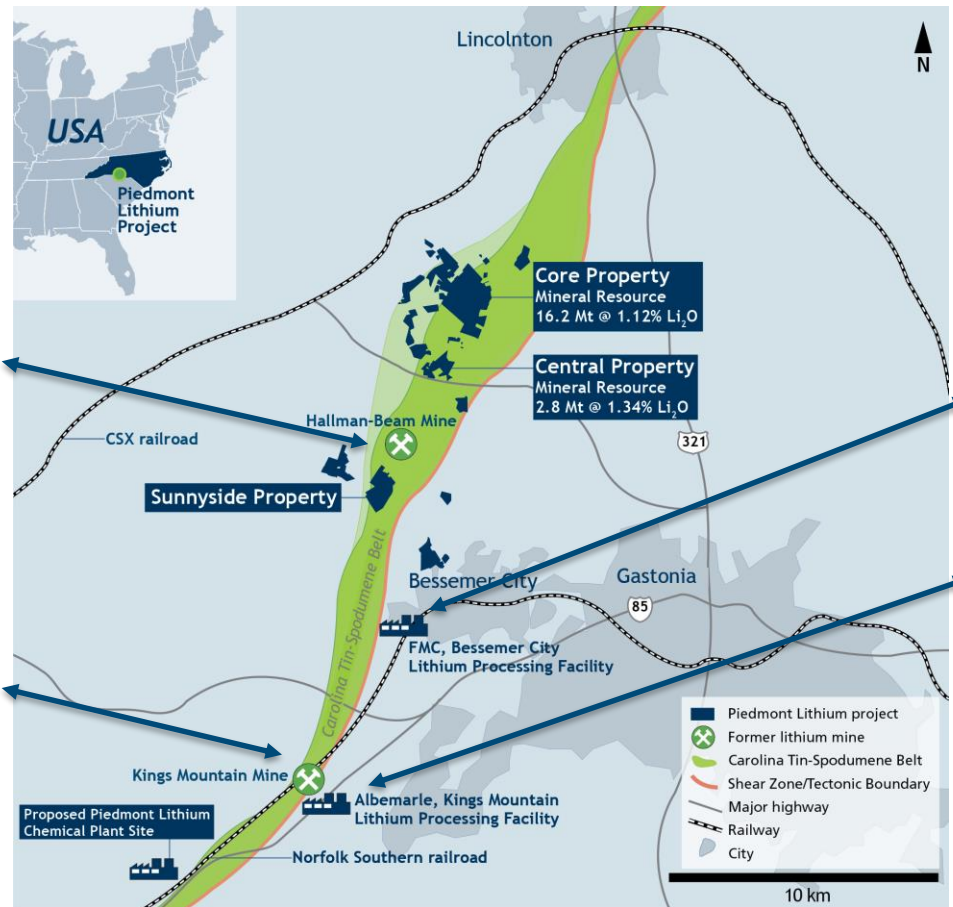 Lincolnton
N
USA
Piedmont
Lithium
Project
Core Property
Mineral Resource
16.2 Mt @ 1.12% Li₂O
Central Property
Mineral Resource
2.8 Mt @ 1.34% Li₂O
Hallman-Beam Mine
CSX railroad
321
Sunnyside Property
Carolina Tin-Spodumene Belt
Bessemer City
Gastonia
85
FMC, Bessemer City
Lithium Processing Facility
Kings Mountain Mine
Albemarle, Kings Mountain
Lithium Processing Facility
Proposed Piedmont Lithium
Chemical Plant Site
Norfolk Southern railroad
Piedmont Lithium project
Former lithium mine
Carolina Tin-Spodumene Belt
Shear Zone/Tectonic Boundary
Major highway
Railway
City
10 km